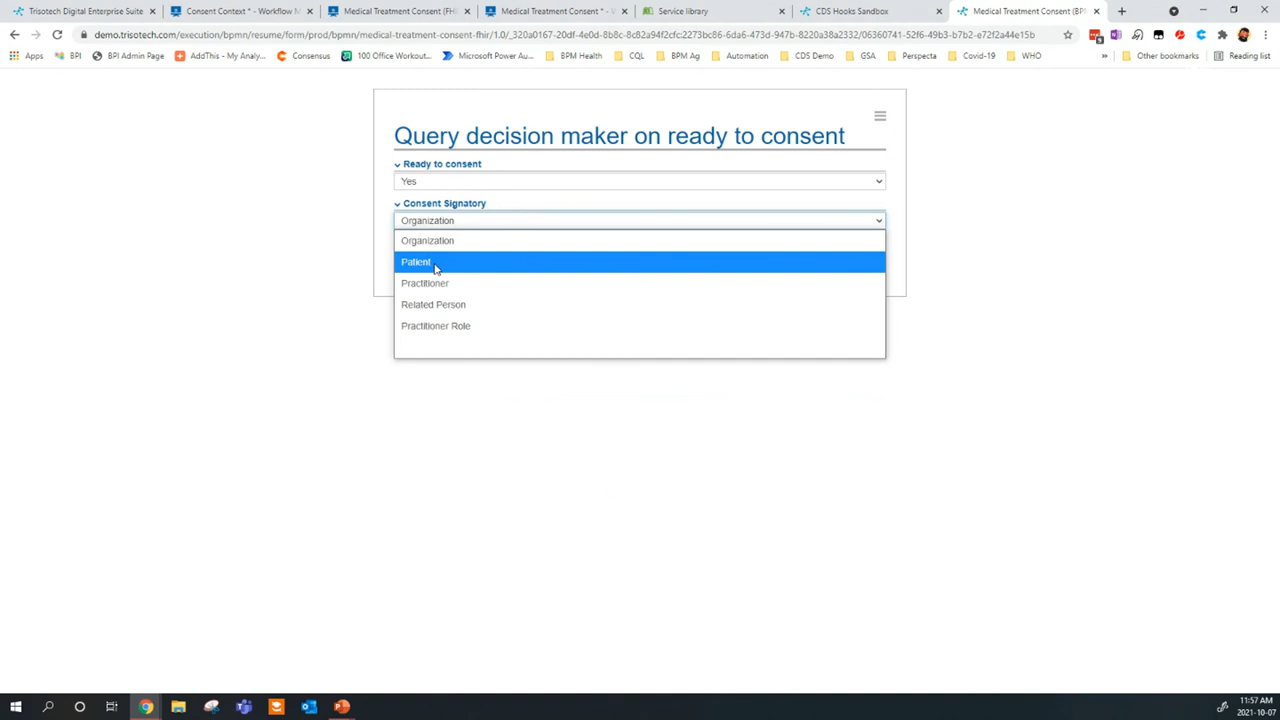 Trisotech Digital Enterprise Suite
Consent Context * - Workflow M
Medical Treatment Consent (FHI
Medical Treatment Consent * - W
Service library
CDS Hooks Sandbox
Medical Treatment Consent (BPM
demo.trisotech.com/execution/bpmn/resume/form/prod/bpmn/medical-treatment-consent-fhir/1.0/_320a0167-20df-4e0d-8b8c-8c82a94f2cfc:2273bc86-6da6-473d-947b-8220a38a2332/06360741-52f6-49b3-b7b2-e72f2a44e15b
Apps
BPI
BPI Admin Page
AddThis - My Analy...
Consensus
100 Office Workout...
Microsoft Power Au...
BPM Health
CQL
BPM Ag
Automation
CDS Demo
GSA
Perspecta
Covid-19
WHO
Other bookmarks
Reading list
Query decision maker on ready to consent
Ready to consent
Yes
Consent Signatory
Organization
Organization
Patient
Practitioner
Related Person
Practitioner Role
11:57 AM
2021-10-07